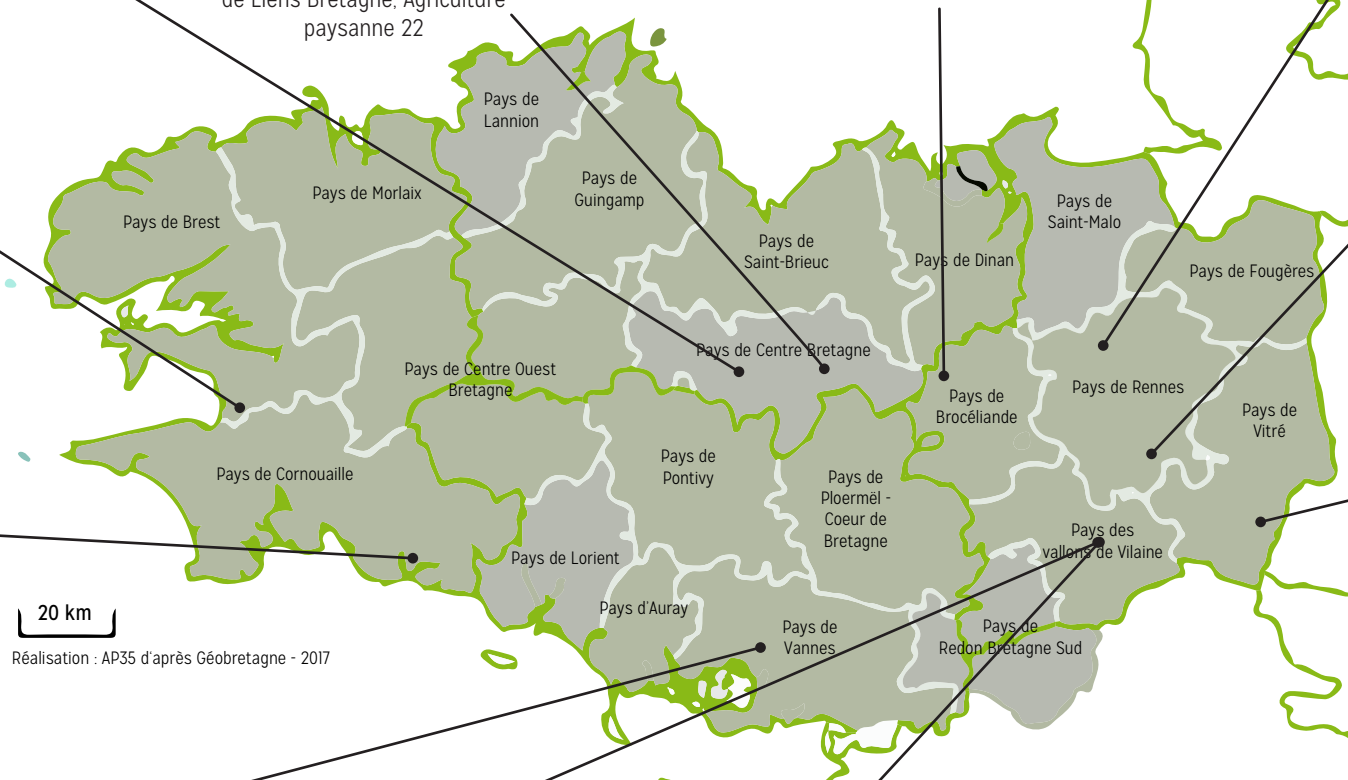 de Liens Bretagne, Agriculture
paysanne 22
Pays de
Lannion
Pays de Morlaix
Pays de
Guingamp
Pays de Brest
Pays de
Saint-Brieuc
Pays de Dinan
Pays de
Saint-Malo
Pays de Fougères
Pays de Centre Ouest
Bretagne
Pays de Centre Bretagne
Pays de
Brocéliande
Pays de Rennes
Pays de
Vitré
Pays de Cornouaille
Pays de
Pontivy
Pays de
Ploermël -
Coeur de
Bretagne
Pays de Lorient
Pays des
vallons de Vilaine
Pays d'Auray
Pays de
Vannes
Pays de
Redon Bretagne Sud
20 km
Réalisation : AP35 d'après Géobretagne - 2017